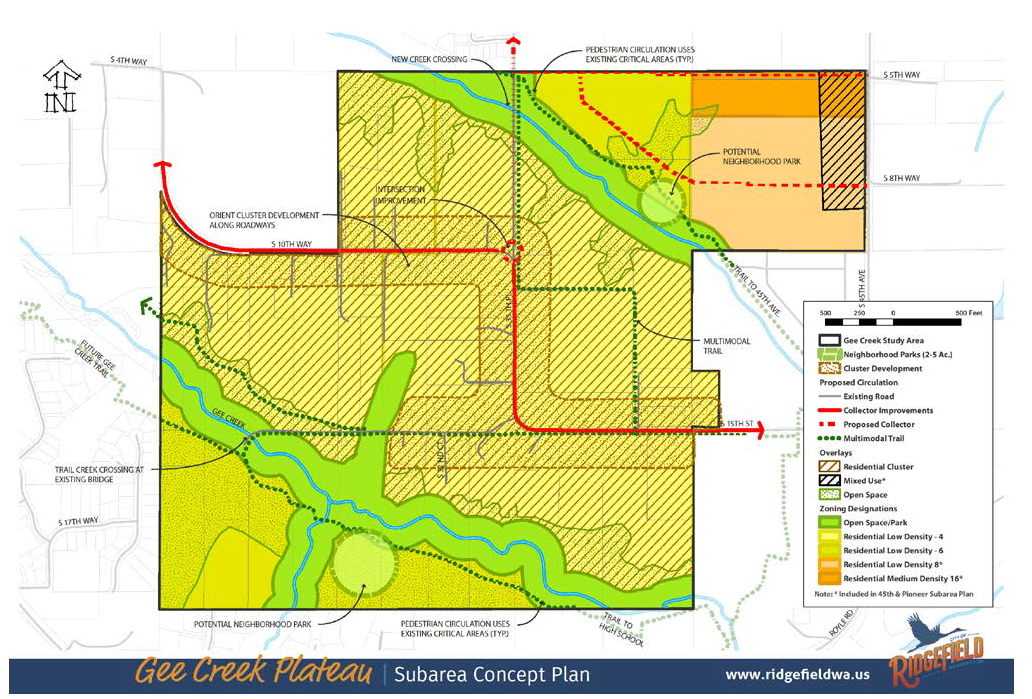 S 4TH WAY
NEW CREEK CROSSING
PEDESTRIAN CIRCULATION USES
EXISTING CRITICAL AREAS (TYP.)
S 5TH WAY
POTENTIAL
NEIGHBORHOOD PARK
S 8TH WAY
INTERSECTION
IMPROVEMENT
ORIENT CLUSTER DEVELOPMENT
ALONG ROADWAYS
S 10TH WAY
TRAIL TO 45TH AVE.
S 45TH AVE
S 35TH PL
MULTIMODAL
TRAIL
FUTURE GEE
CREEK TRAIL
GEE CREEK
S 15TH ST
TRAIL CREEK CROSSING AT
EXISTING BRIDGE
S 17TH WAY
POTENTIAL NEIGHBORHOOD PARK
PEDESTRIAN CIRCULATION USES
EXISTING CRITICAL AREAS (TYP.)
TRAIL TO
HIGH SCHOOL
ROYLE RD
500 250 0 500 Feet
Gee Creek Study Area
Neighborhood Parks (2-5 Ac.)
Cluster Development
Proposed Circulation
Existing Road
Collector Improvements
Proposed Collector
Multimodal Trail
Overlays
Residential Cluster
Mixed Use*
Open Space
Zoning Designations
Open Space/Park
Residential Low Density - 4
Residential Low Density - 6
Residential Low Density 8*
Residential Medium Density 16*
Note: * Included in 45th & Pioneer Subarea Plan
Gee Creek Plateau | Subarea Concept Plan
www.ridgefieldwa.us
CITY OF
RIDGEFIELD